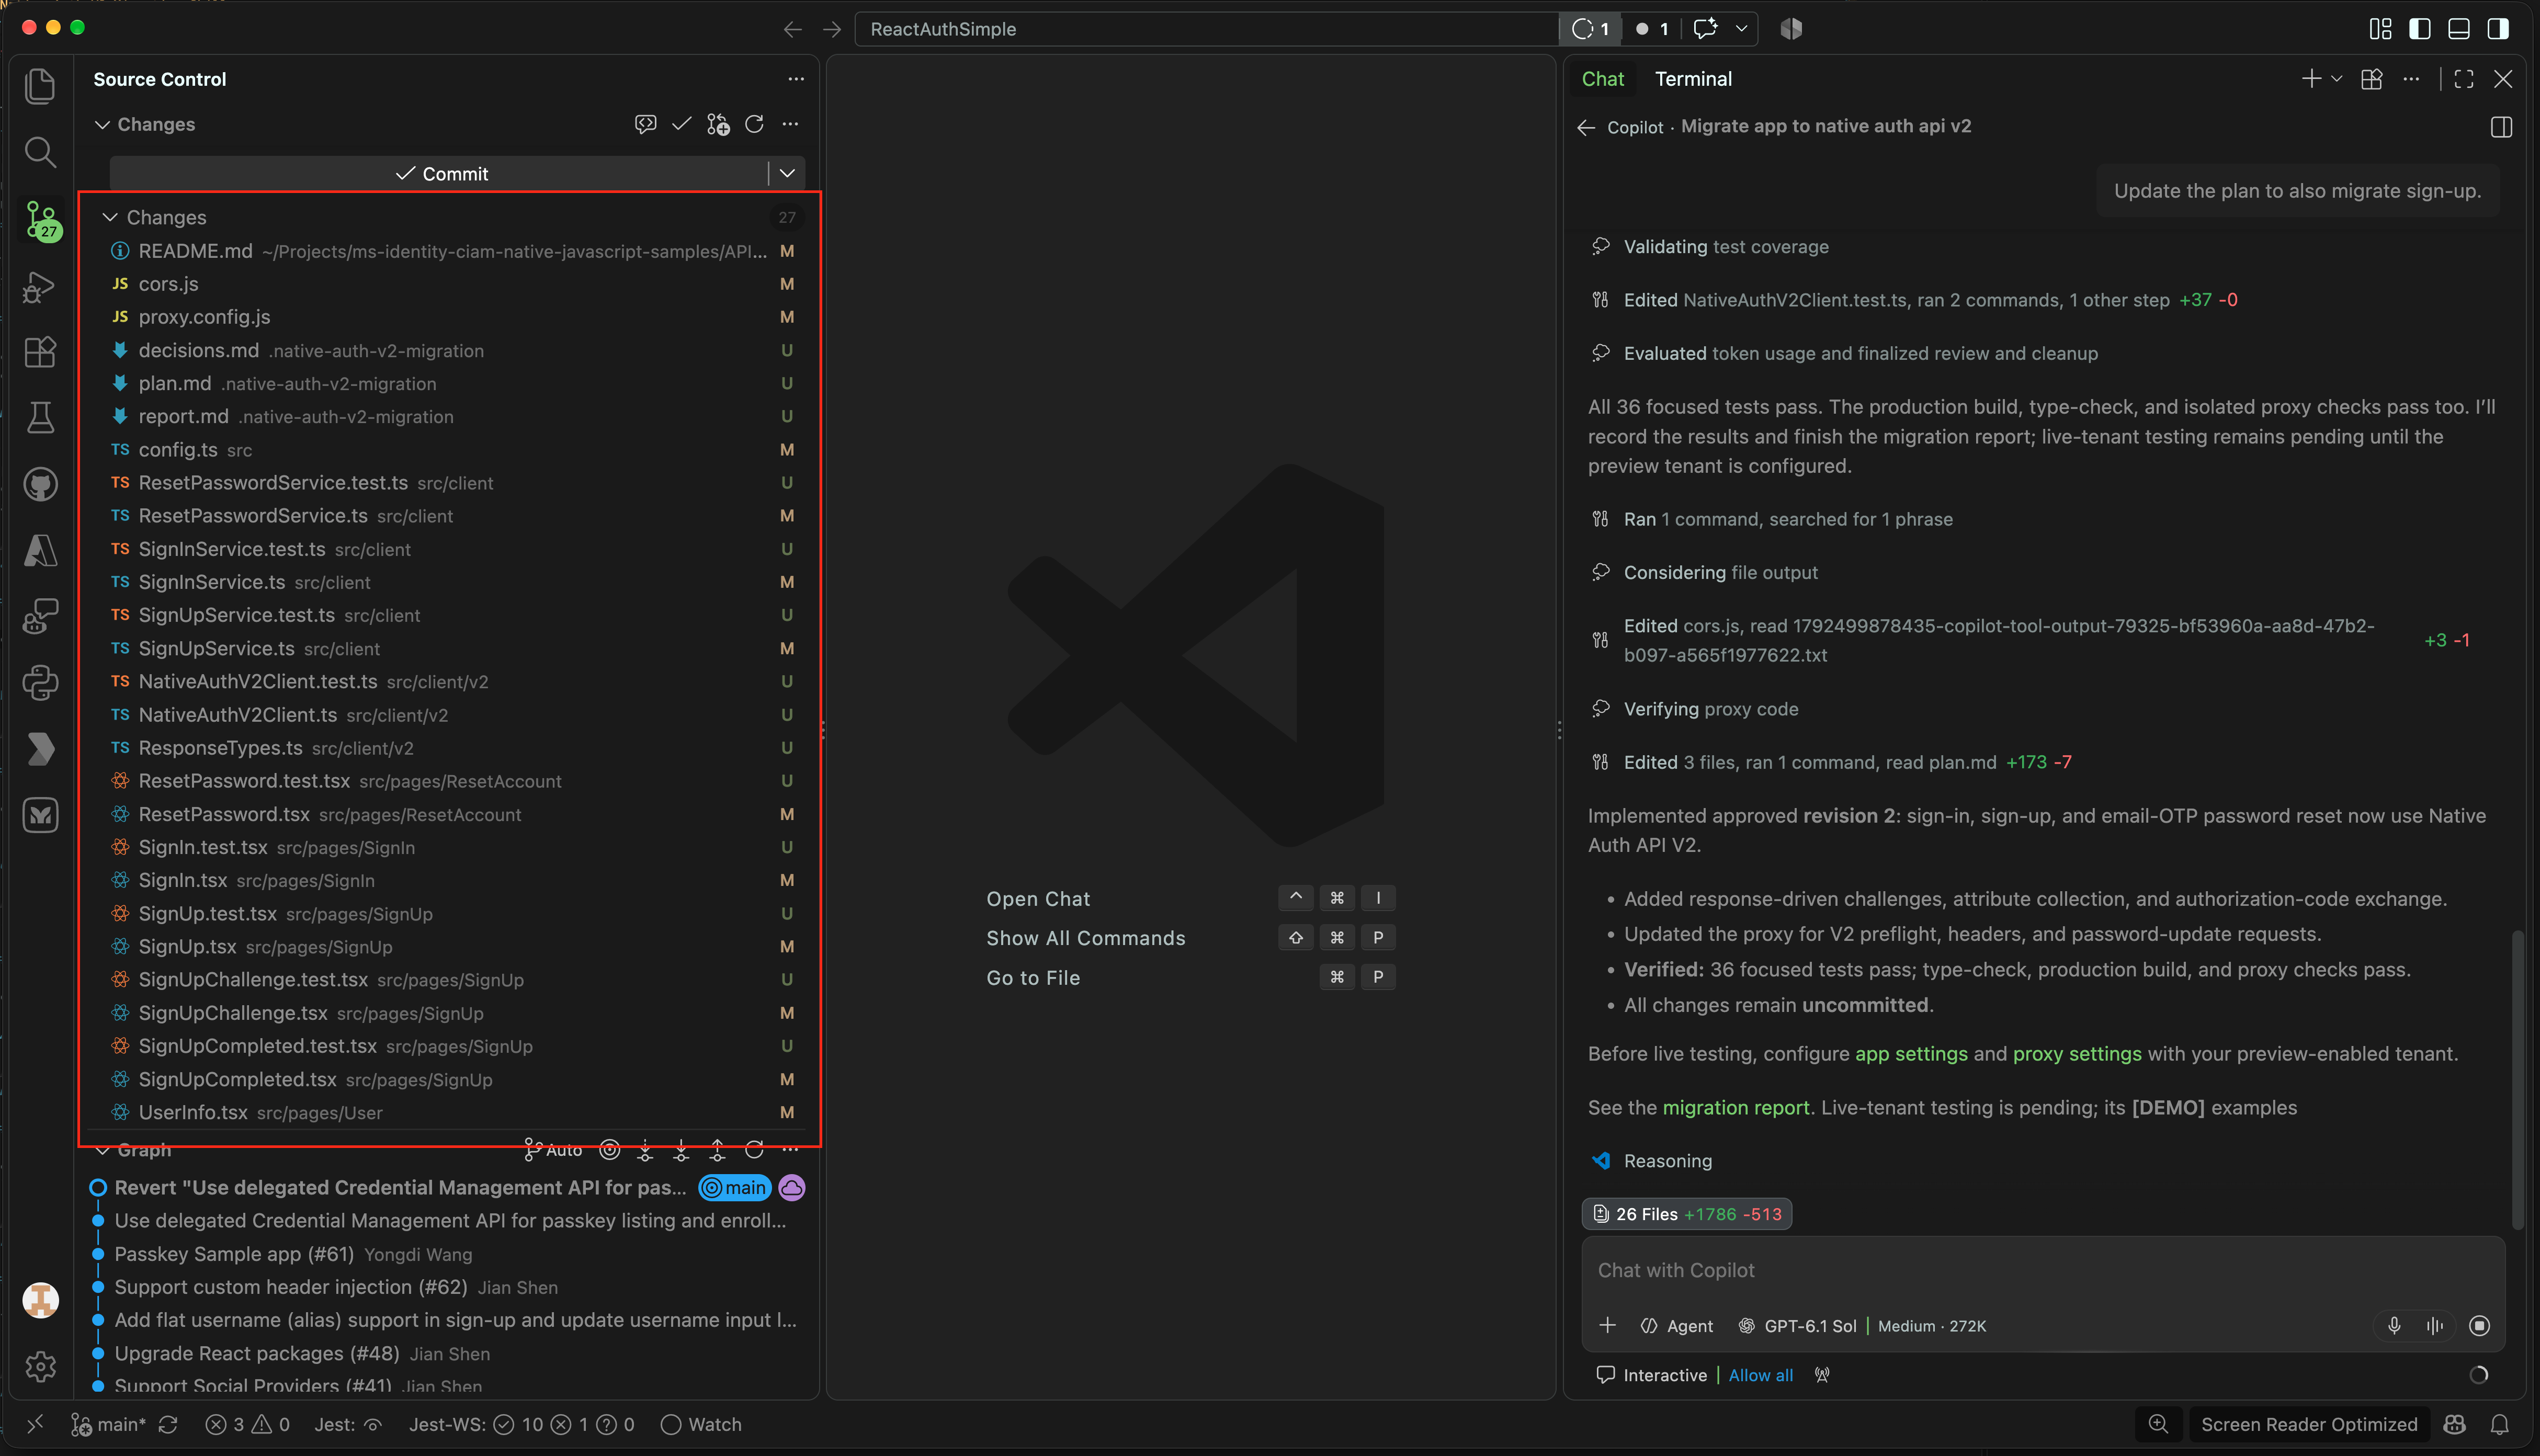 ReactAuthSimple
1
1
Source Control
Changes
Commit
Changes 27
README.md ~/Projects/ms-identity-ciam-native-javascript-samples/API... M
JS cors.js M
JS proxy.config.js M
decisions.md .native-auth-v2-migration U
plan.md .native-auth-v2-migration U
report.md .native-auth-v2-migration U
TS config.ts src M
TS ResetPasswordService.test.ts src/client U
TS ResetPasswordService.ts src/client M
TS SignInService.test.ts src/client U
TS SignInService.ts src/client M
TS SignUpService.test.ts src/client U
TS SignUpService.ts src/client M
TS NativeAuthV2Client.test.ts src/client/v2 U
TS NativeAuthV2Client.ts src/client/v2 U
TS ResponseTypes.ts src/client/v2 U
ResetPassword.test.tsx src/pages/ResetAccount U
ResetPassword.tsx src/pages/ResetAccount M
SignIn.test.tsx src/pages/SignIn U
SignIn.tsx src/pages/SignIn M
SignUp.test.tsx src/pages/SignUp U
SignUp.tsx src/pages/SignUp M
SignUpChallenge.test.tsx src/pages/SignUp U
SignUpChallenge.tsx src/pages/SignUp M
SignUpCompleted.test.tsx src/pages/SignUp U
SignUpCompleted.tsx src/pages/SignUp M
UserInfo.tsx src/pages/User M
27
Graph Auto
Revert "Use delegated Credential Management API for pas... main
Use delegated Credential Management API for passkey listing and enroll...
Passkey Sample app (#61) Yongdi Wang
Support custom header injection (#62) Jian Shen
Add flat username (alias) support in sign-up and update username input l...
Upgrade React packages (#48) Jian Shen
Support Social Providers (#41) Jian Shen
Open Chat ^ ⌘ I
Show All Commands ⇧ ⌘ P
Go to File ⌘ P
Chat Terminal
Copilot · Migrate app to native auth api v2
Update the plan to also migrate sign-up.
Validating test coverage
Edited NativeAuthV2Client.test.ts, ran 2 commands, 1 other step +37 -0
Evaluated token usage and finalized review and cleanup
All 36 focused tests pass. The production build, type-check, and isolated proxy checks pass too. I'll
record the results and finish the migration report; live-tenant testing remains pending until the
preview tenant is configured.
Ran 1 command, searched for 1 phrase
Considering file output
Edited cors.js, read 1792499878435-copilot-tool-output-79325-bf53960a-aa8d-47b2-
b097-a565f1977622.txt +3 -1
Verifying proxy code
Edited 3 files, ran 1 command, read plan.md +173 -7
Implemented approved revision 2: sign-in, sign-up, and email-OTP password reset now use Native
Auth API V2.
• Added response-driven challenges, attribute collection, and authorization-code exchange.
• Updated the proxy for V2 preflight, headers, and password-update requests.
• Verified: 36 focused tests pass; type-check, production build, and proxy checks pass.
• All changes remain uncommitted.
Before live testing, configure app settings and proxy settings with your preview-enabled tenant.
See the migration report. Live-tenant testing is pending; its [DEMO] examples
Reasoning
26 Files +1786 -513
Chat with Copilot
Agent GPT-6.1 Sol Medium · 272K
Interactive Allow all
main* 3 0 Jest: Jest-WS: 10 1 0 Watch
Screen Reader Optimized